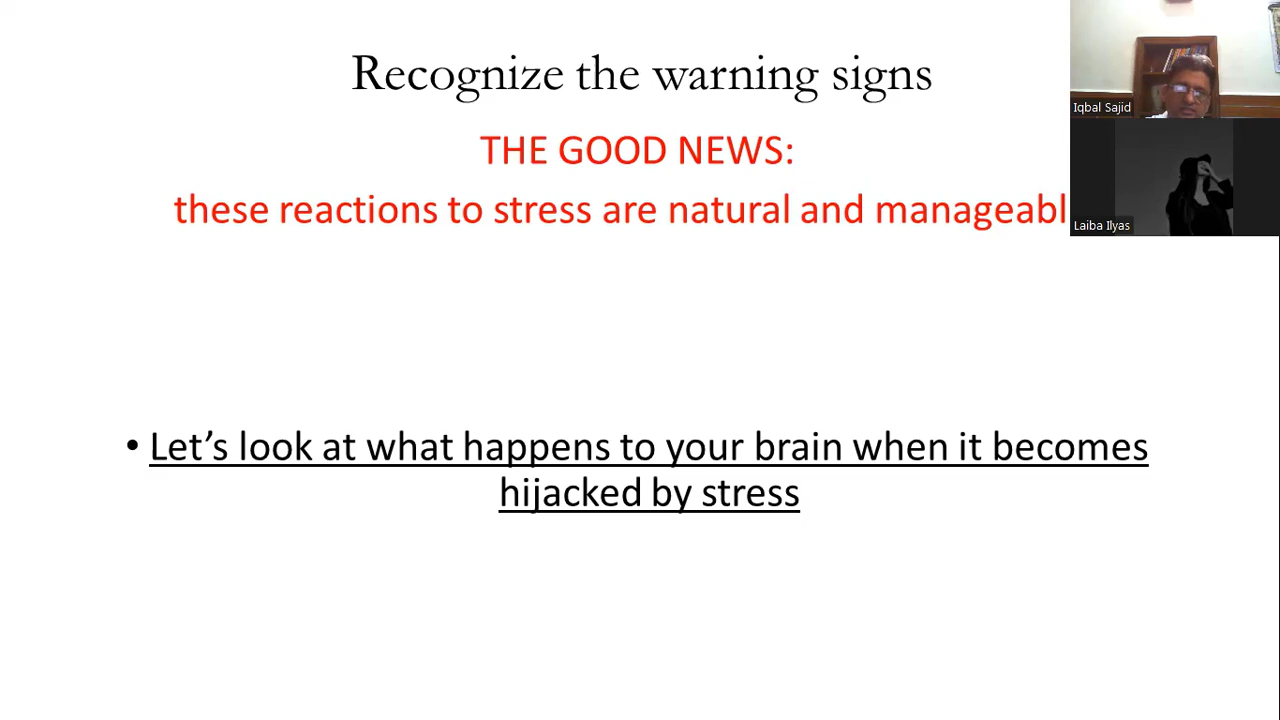 Recognize the warning signs
THE GOOD NEWS:
these reactions to stress are natural and manageabl
• Let’s look at what happens to your brain when it becomes
hijacked by stress
Iqbal Sajid
Laiba Ilyas